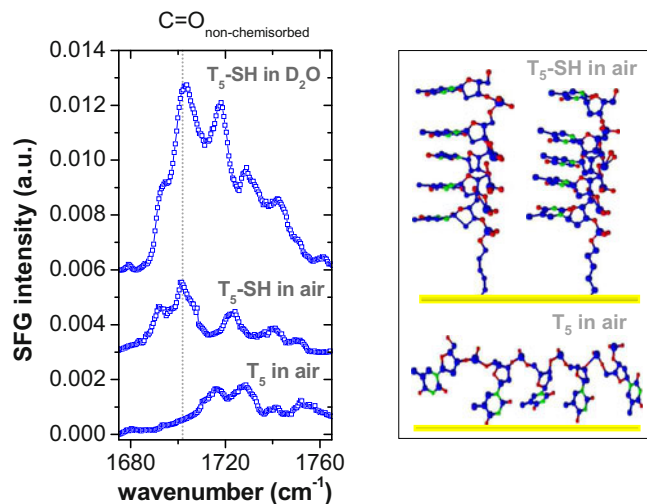 C=O non-chemisorbed
T5-SH in D2O
T5-SH in air
T5 in air
SFG intensity (a.u.)
0.014
0.012
0.010
0.008
0.006
0.004
0.002
0.000
1680 1720 1760
wavenumber (cm-1)
T5-SH in air
T5 in air